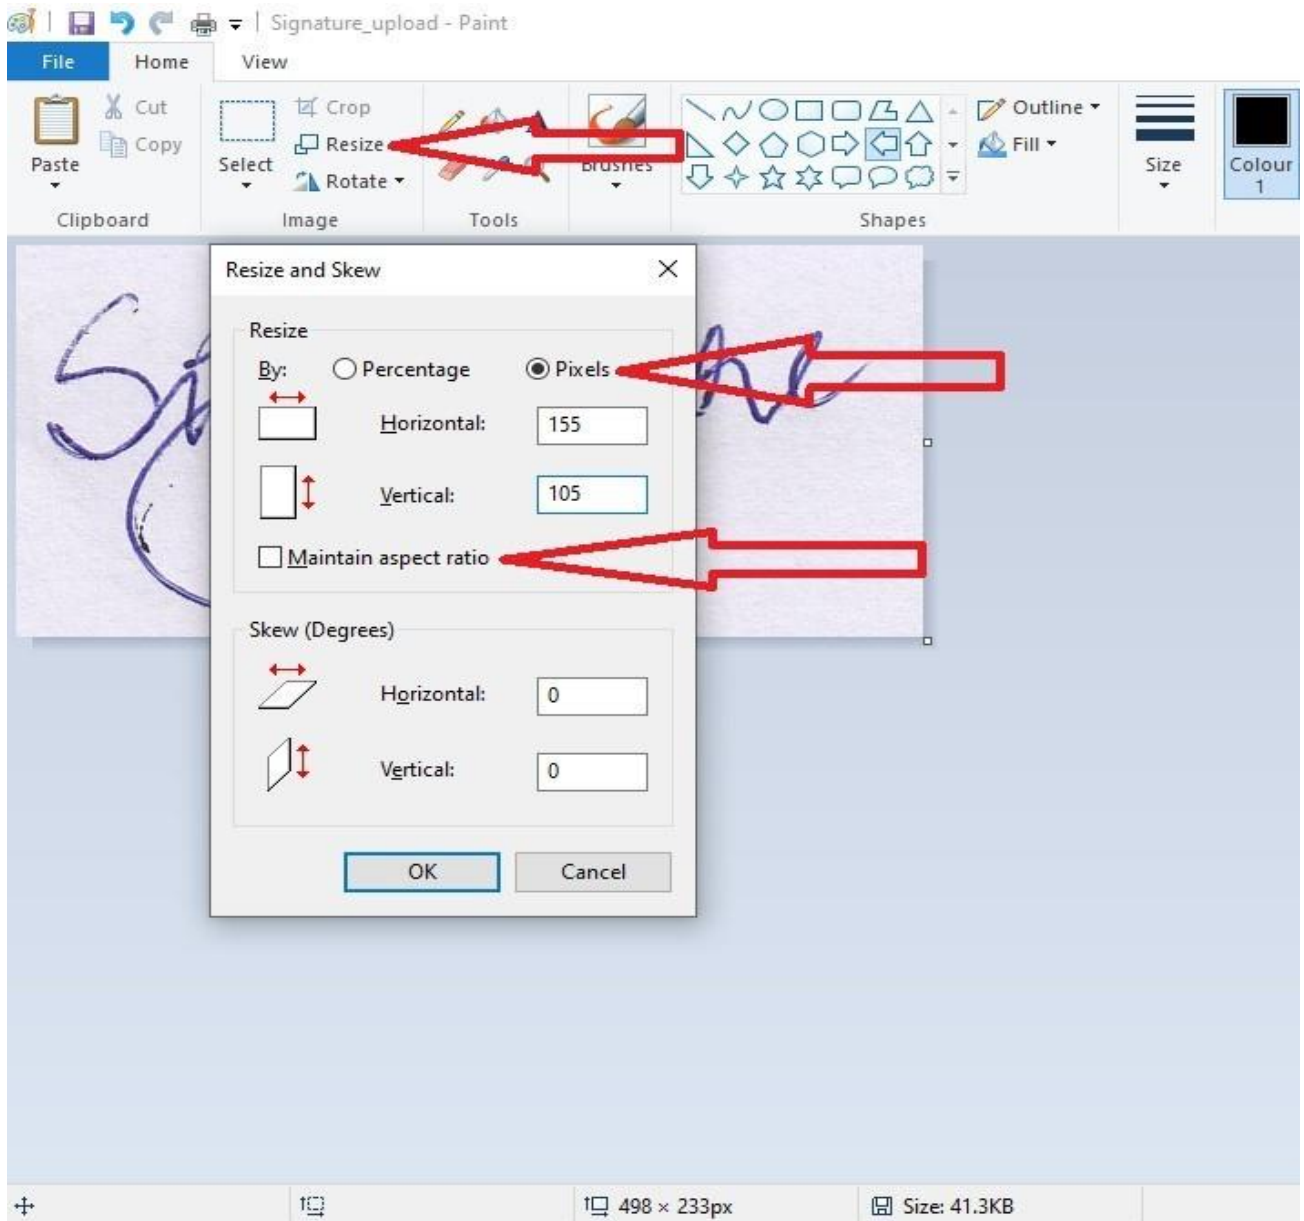 Signature_upload - Paint
File Home View
Paste
Cut
Copy
Clipboard
Select
Crop
Resize
Rotate
Image
Tools
Brushes
Shapes
Outline
Fill
Size
Colour
1
Resize and Skew
Resize
By: Percentage Pixels
Horizontal: 155
Vertical: 105
Maintain aspect ratio
Skew (Degrees)
Horizontal: 0
Vertical: 0
OK Cancel
498 × 233px Size: 41.3KB